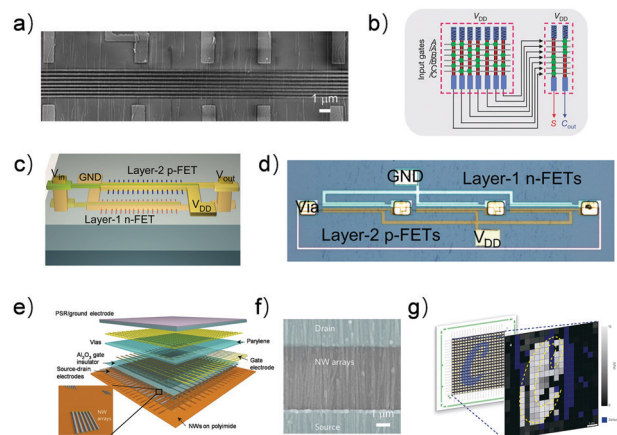 a)
1 μm
b)
V_DD
V_DD
Input gates
A
B
C
S
C_out
c)
V_in
GND
Layer-2 p-FET
V_out
Layer-1 n-FET
V_DD
d)
GND
Layer-1 n-FETs
Via
Layer-2 p-FETs
V_DD
e)
PSR/ground electrode
Vias
Parylene
Al₂O₃ gate
insulator
Gate
electrode
Source-drain
electrodes
NW
arrays
NWs on polyimide
f)
Drain
NW arrays
1 μm
Source
g)